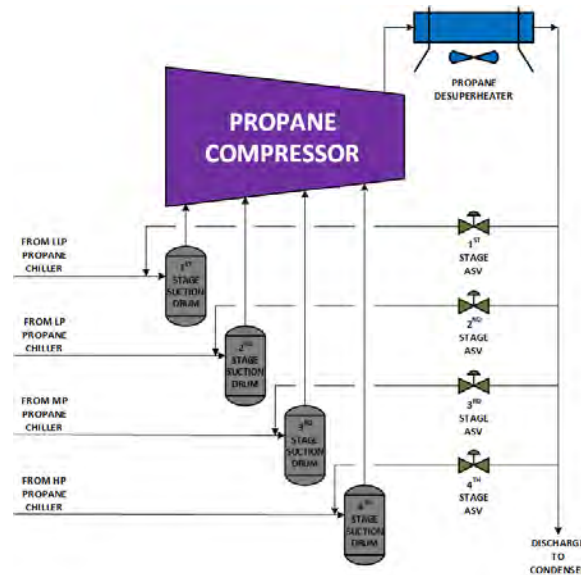 PROPANE
DESUPERHEATER
PROPANE
COMPRESSOR
FROM LLP
PROPANE
CHILLER
1ST
STAGE
SUCTION
DRUM
1ST
STAGE
ASV
FROM LP
PROPANE
CHILLER
2ND
STAGE
SUCTION
DRUM
2ND
STAGE
ASV
FROM MP
PROPANE
CHILLER
3RD
STAGE
SUCTION
DRUM
3RD
STAGE
ASV
FROM HP
PROPANE
CHILLER
4TH
STAGE
SUCTION
DRUM
4TH
STAGE
ASV
DISCHARGE
TO
CONDENSE